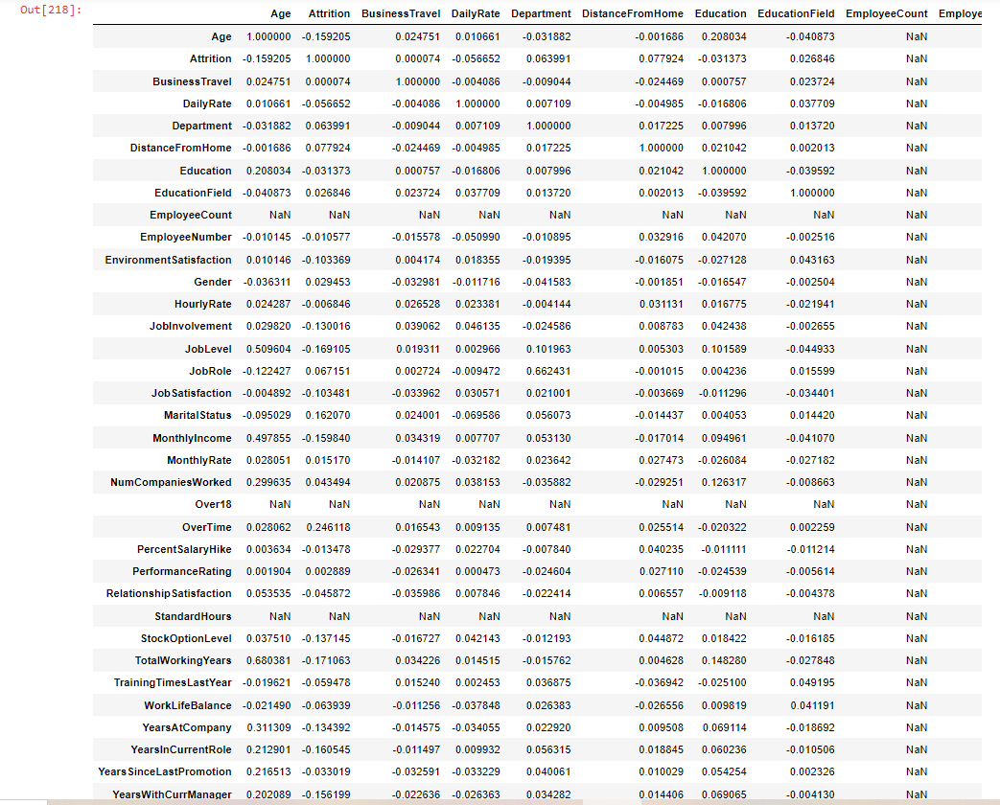 Out[218]:
Age Attrition BusinessTravel DailyRate Department DistanceFromHome Education EducationField EmployeeCount Employe
Age 1.000000 -0.159205 0.024751 0.010661 -0.031882 -0.001686 0.208034 -0.040873 NaN
Attrition -0.159205 1.000000 0.000074 -0.056652 0.063991 0.077924 -0.031373 0.026846 NaN
BusinessTravel 0.024751 0.000074 1.000000 -0.004086 -0.009044 -0.024469 0.000757 0.023724 NaN
DailyRate 0.010661 -0.056652 -0.004086 1.000000 0.007109 -0.004985 -0.016806 0.037709 NaN
Department -0.031882 0.063991 -0.009044 0.007109 1.000000 0.017225 0.007996 0.013720 NaN
DistanceFromHome -0.001686 0.077924 -0.024469 -0.004985 0.017225 1.000000 0.021042 0.002013 NaN
Education 0.208034 -0.031373 0.000757 -0.016806 0.007996 0.021042 1.000000 -0.039592 NaN
EducationField -0.040873 0.026846 0.023724 0.037709 0.013720 0.002013 -0.039592 1.000000 NaN
EmployeeCount NaN NaN NaN NaN NaN NaN NaN NaN NaN
EmployeeNumber -0.010145 -0.010577 -0.015578 -0.050990 -0.010895 0.032916 0.042070 -0.002516 NaN
EnvironmentSatisfaction 0.010146 -0.103369 0.004174 0.018355 -0.019395 -0.016075 -0.027128 0.043163 NaN
Gender -0.036311 0.029453 -0.032981 -0.011716 -0.041583 -0.001851 -0.016547 -0.002504 NaN
HourlyRate 0.024287 -0.006846 0.026528 0.023381 -0.004144 0.031131 0.016775 -0.021941 NaN
JobInvolvement 0.029820 -0.130016 0.039062 0.046135 -0.024586 0.008783 0.042438 -0.002655 NaN
JobLevel 0.509604 -0.169105 0.019311 0.002966 0.101963 0.005303 0.101589 -0.044933 NaN
JobRole -0.122427 0.067151 0.002724 -0.009472 0.662431 -0.001015 0.004236 0.015599 NaN
JobSatisfaction -0.004892 -0.103481 -0.033962 0.030571 0.021001 -0.003669 -0.011296 -0.034401 NaN
MaritalStatus -0.095029 0.162070 0.024001 -0.069586 0.056073 -0.014437 0.004053 0.014420 NaN
MonthlyIncome 0.497855 -0.159840 0.034319 0.007707 0.053130 -0.017014 0.094961 -0.041070 NaN
MonthlyRate 0.028051 0.015170 -0.014107 -0.032182 0.023642 0.027473 -0.026084 -0.027182 NaN
NumCompaniesWorked 0.299635 0.043494 0.020875 0.038153 -0.035882 -0.029251 0.126317 -0.008663 NaN
Over18 NaN NaN NaN NaN NaN NaN NaN NaN NaN
OverTime 0.028062 0.246118 0.016543 0.009135 0.007481 0.025514 -0.020322 0.002259 NaN
PercentSalaryHike 0.003634 -0.013478 -0.029377 0.022704 -0.007840 0.040235 -0.011111 -0.011214 NaN
PerformanceRating 0.001904 0.002889 -0.026341 0.000473 -0.024604 0.027110 -0.024539 -0.005614 NaN
RelationshipSatisfaction 0.053535 -0.045872 -0.035986 0.007846 -0.022414 0.006557 -0.009118 -0.004378 NaN
StandardHours NaN NaN NaN NaN NaN NaN NaN NaN NaN
StockOptionLevel 0.037510 -0.137145 -0.016727 0.042143 -0.012193 0.044872 0.018422 -0.016185 NaN
TotalWorkingYears 0.680381 -0.171063 0.034226 0.014515 -0.015762 0.004628 0.148280 -0.027848 NaN
TrainingTimesLastYear -0.019621 -0.059478 0.015240 0.002453 0.036875 -0.036942 -0.025100 0.049195 NaN
WorkLifeBalance -0.021490 -0.063939 -0.011256 -0.037848 0.026383 -0.026556 0.009819 0.041191 NaN
YearsAtCompany 0.311309 -0.134392 -0.014575 -0.034055 0.022920 0.009508 0.069114 -0.018692 NaN
YearsInCurrentRole 0.212901 -0.160545 -0.011497 0.009932 0.056315 0.018845 0.060236 -0.010506 NaN
YearsSinceLastPromotion 0.216513 -0.033019 -0.032591 -0.033229 0.040061 0.010029 0.054254 0.002326 NaN
YearsWithCurrManager 0.202089 -0.156199 -0.022636 -0.026363 0.034282 0.014406 0.069065 -0.004130 NaN